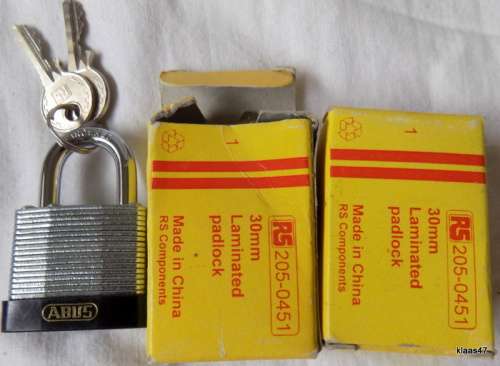 ABUS
1
RS 205-0451
30mm
Laminated
padlock
Made in China
RS Components
1
RS 205-0451
30mm
Laminated
padlock
Made in China
RS Components
klaas47